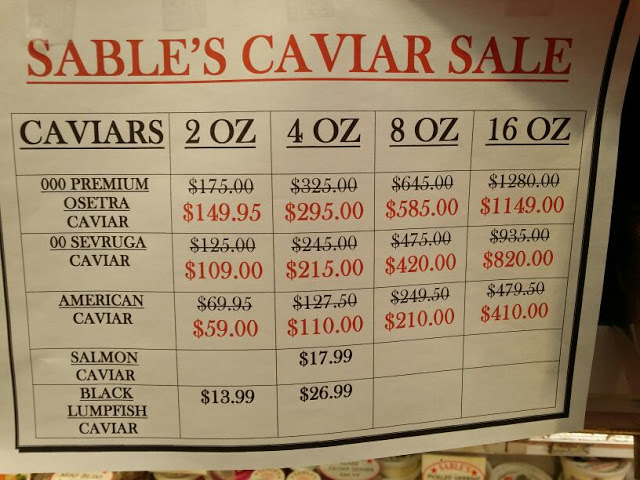 SABLE'S CAVIAR SALE
CAVIARS 2 OZ 4 OZ 8 OZ 16 OZ
000 PREMIUM OSETRA CAVIAR $175.00 $149.95 $325.00 $295.00 $645.00 $585.00 $1280.00 $1149.00
00 SEVRUGA CAVIAR $125.00 $109.00 $245.00 $215.00 $475.00 $420.00 $935.00 $820.00
AMERICAN CAVIAR $69.95 $59.00 $127.50 $110.00 $249.50 $210.00 $479.50 $410.00
SALMON CAVIAR $17.99
BLACK LUMPFISH CAVIAR $13.99 $26.99
SABLE'S
PICKLED HERRING